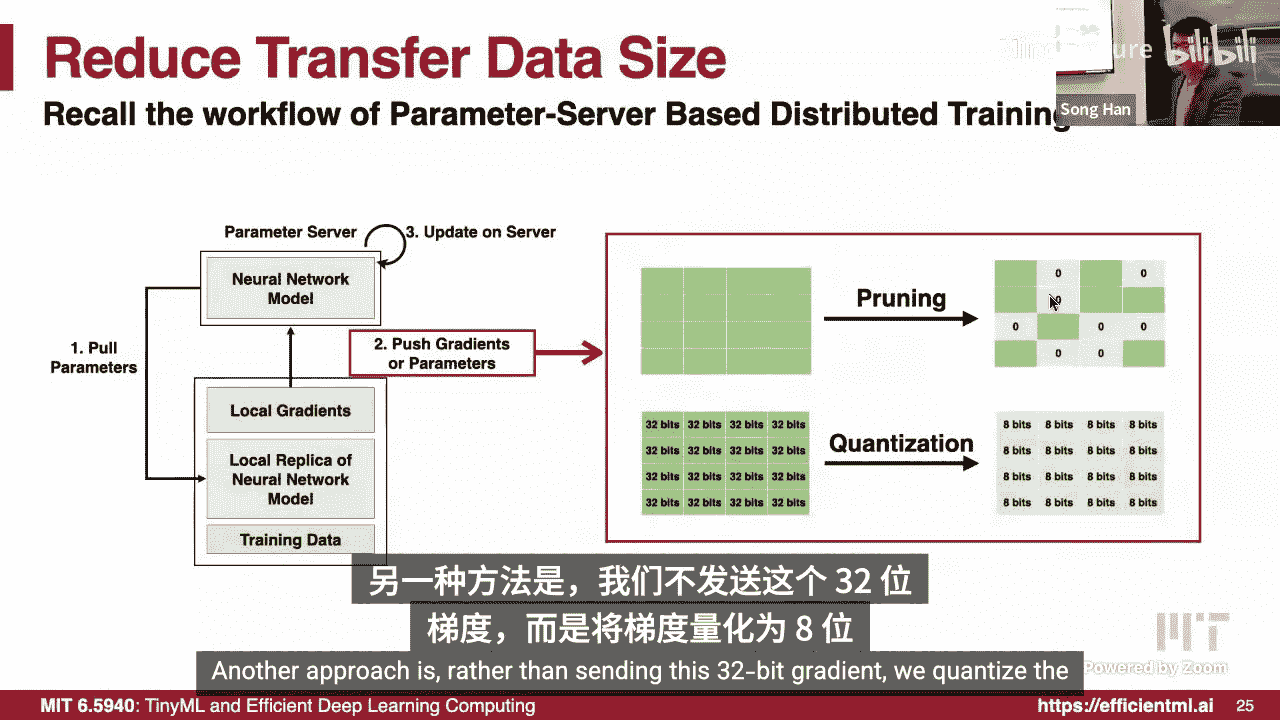 Reduce Transfer Data Size
Recall the workflow of Parameter-Server Based Distributed Training
bilibili
Song Han
Parameter Server
3. Update on Server
Neural Network
Model
1. Pull
Parameters
2. Push Gradients
or Parameters
Local Gradients
Local Replica of
Neural Network
Model
Training Data
Pruning
0 0
0
0 0 0
0 0
32 bits 32 bits 32 bits 32 bits
32 bits 32 bits 32 bits 32 bits
32 bits 32 bits 32 bits 32 bits
32 bits 32 bits 32 bits 32 bits
Quantization
8 bits 8 bits 8 bits 8 bits
8 bits 8 bits 8 bits 8 bits
8 bits 8 bits 8 bits 8 bits
8 bits 8 bits 8 bits 8 bits
另一种方法是，我们不发送这个 32 位
梯度，而是将梯度量化为 8 位
Another approach is, rather than sending this 32-bit gradient, we quantize the
MIT
Powered by Zoom
MIT 6.5940: TinyML and Efficient Deep Learning Computing
https://efficientml.ai
25